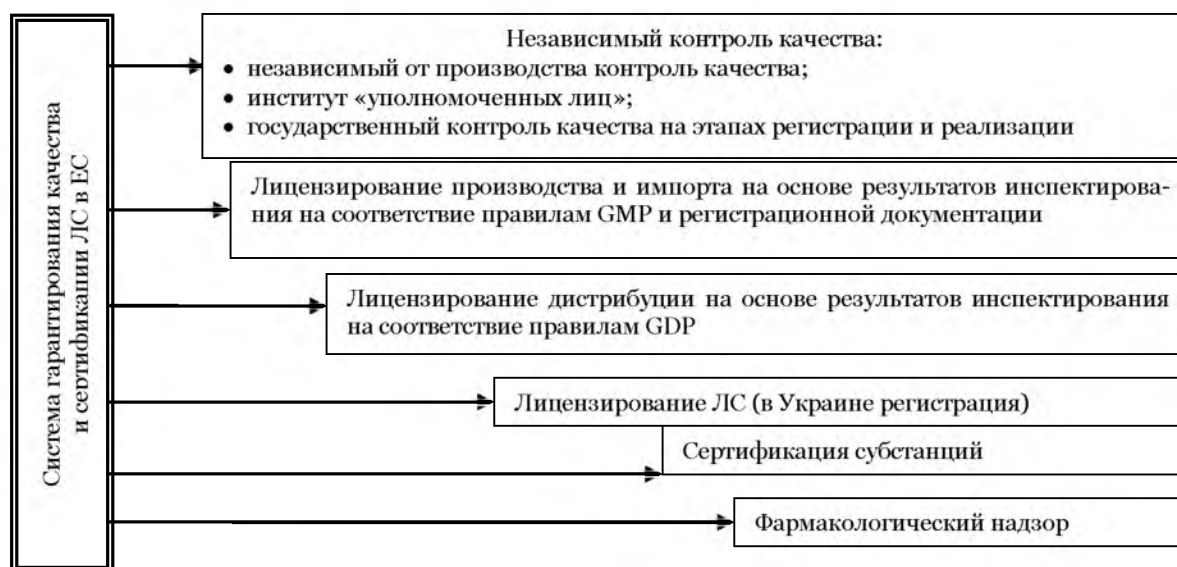 Система гарантирования качества
и сертификации ЛС в ЕС
Независимый контроль качества:
• независимый от производства контроль качества;
• институт «уполномоченных лиц»;
• государственный контроль качества на этапах регистрации и реализации
Лицензирование производства и импорта на основе результатов инспектирова-
ния на соответствие правилам GMP и регистрационной документации
Лицензирование дистрибуции на основе результатов инспектирования
на соответствие правилам GDP
Лицензирование ЛС (в Украине регистрация)
Сертификация субстанций
Фармакологический надзор